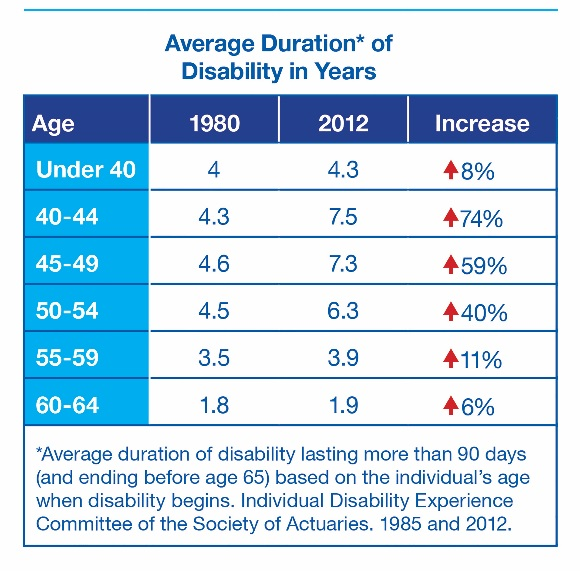 Average Duration* of
Disability in Years
Age 1980 2012 Increase
Under 40 4 4.3 8%
40-44 4.3 7.5 74%
45-49 4.6 7.3 59%
50-54 4.5 6.3 40%
55-59 3.5 3.9 11%
60-64 1.8 1.9 6%
*Average duration of disability lasting more than 90 days
(and ending before age 65) based on the individual's age
when disability begins. Individual Disability Experience
Committee of the Society of Actuaries. 1985 and 2012.